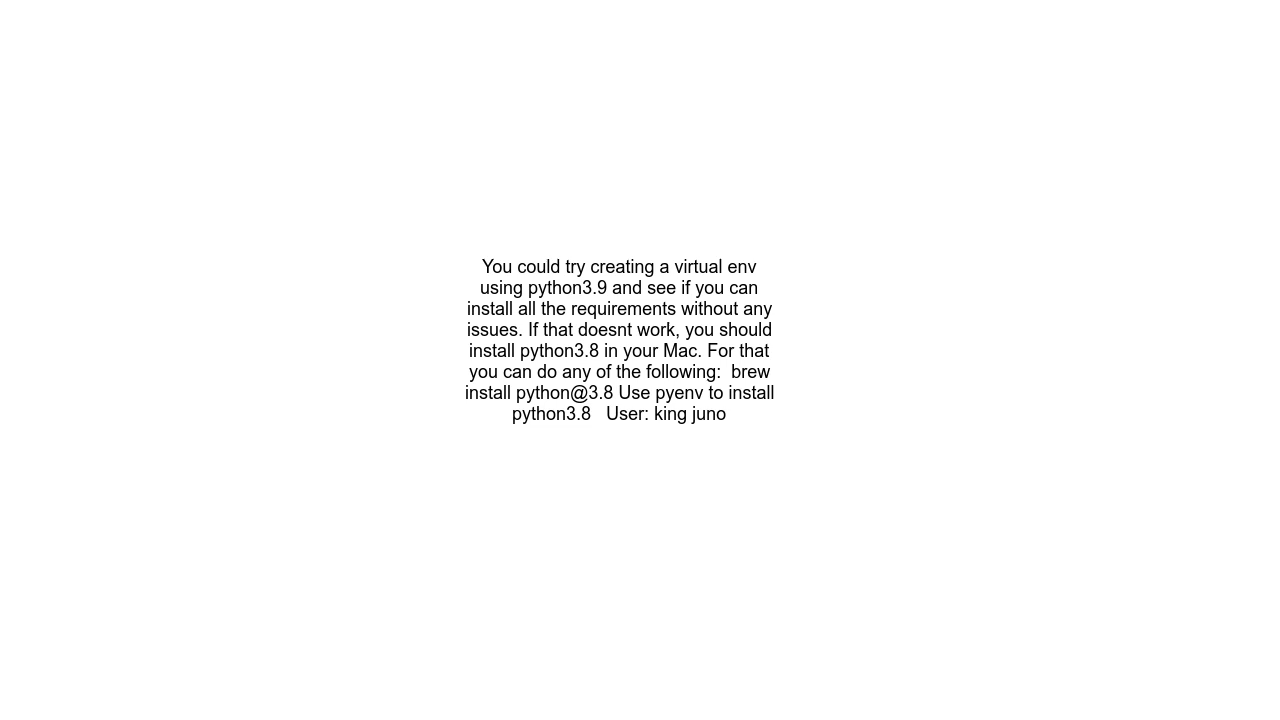 You could try creating a virtual env
using python3.9 and see if you can
install all the requirements without any
issues. If that doesnt work, you should
install python3.8 in your Mac. For that
you can do any of the following:  brew
install python@3.8 Use pyenv to install
python3.8   User: king juno